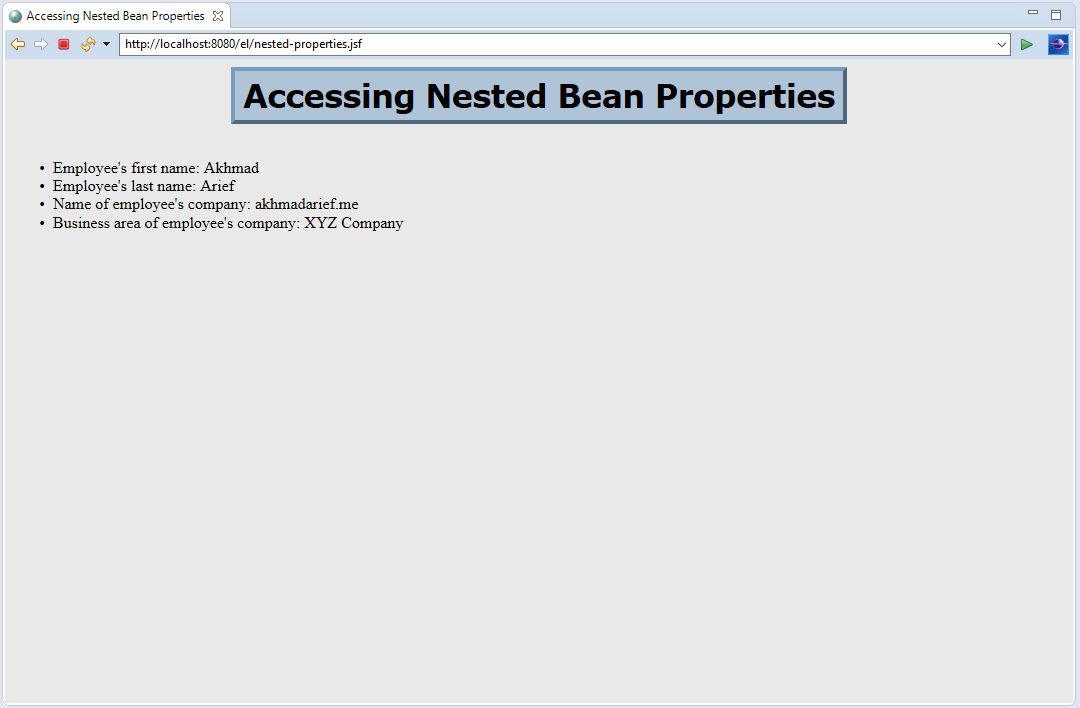 Accessing Nested Bean Properties
http://localhost:8080/el/nested-properties.jsf
Accessing Nested Bean Properties
• Employee's first name: Akhmad
• Employee's last name: Arief
• Name of employee's company: akhmadarief.me
• Business area of employee's company: XYZ Company